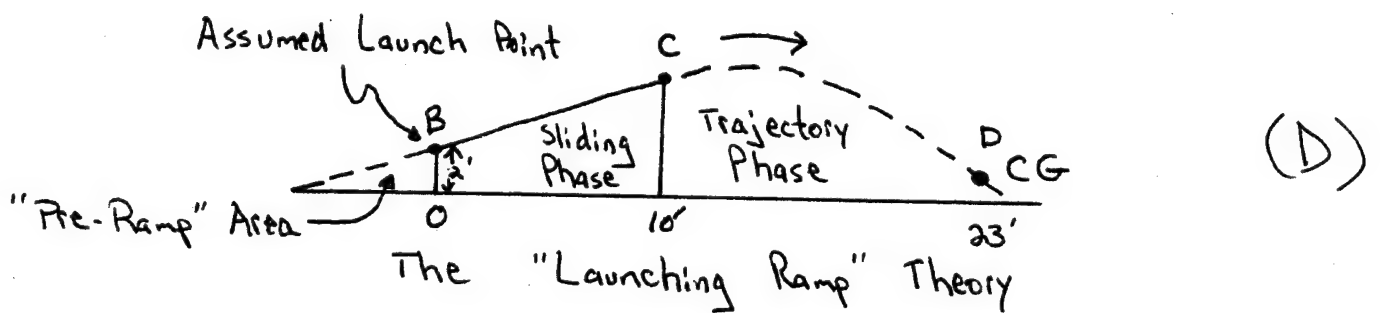 Assumed Launch Point
C
B
Sliding Phase
2'
Trajectory Phase
D
CG
(D)
"Pre-Ramp" Area
0
10'
23'
The "Launching Ramp" Theory